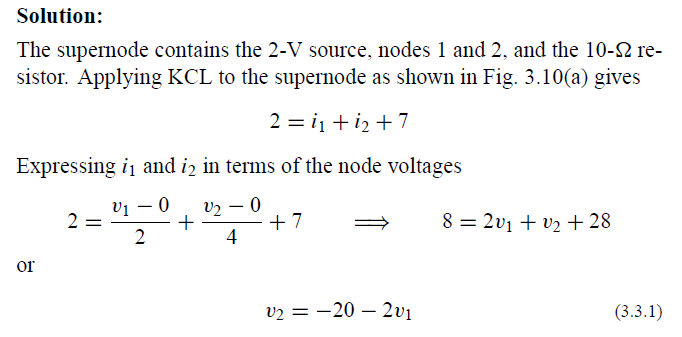 Solution:
The supernode contains the 2-V source, nodes 1 and 2, and the 10-Ω re-
sistor. Applying KCL to the supernode as shown in Fig. 3.10(a) gives
2 = i₁ + i₂ + 7
Expressing i₁ and i₂ in terms of the node voltages
2 = (v₁ − 0)/2 + (v₂ − 0)/4 + 7 ⟹ 8 = 2v₁ + v₂ + 28
or
v₂ = −20 − 2v₁ (3.3.1)